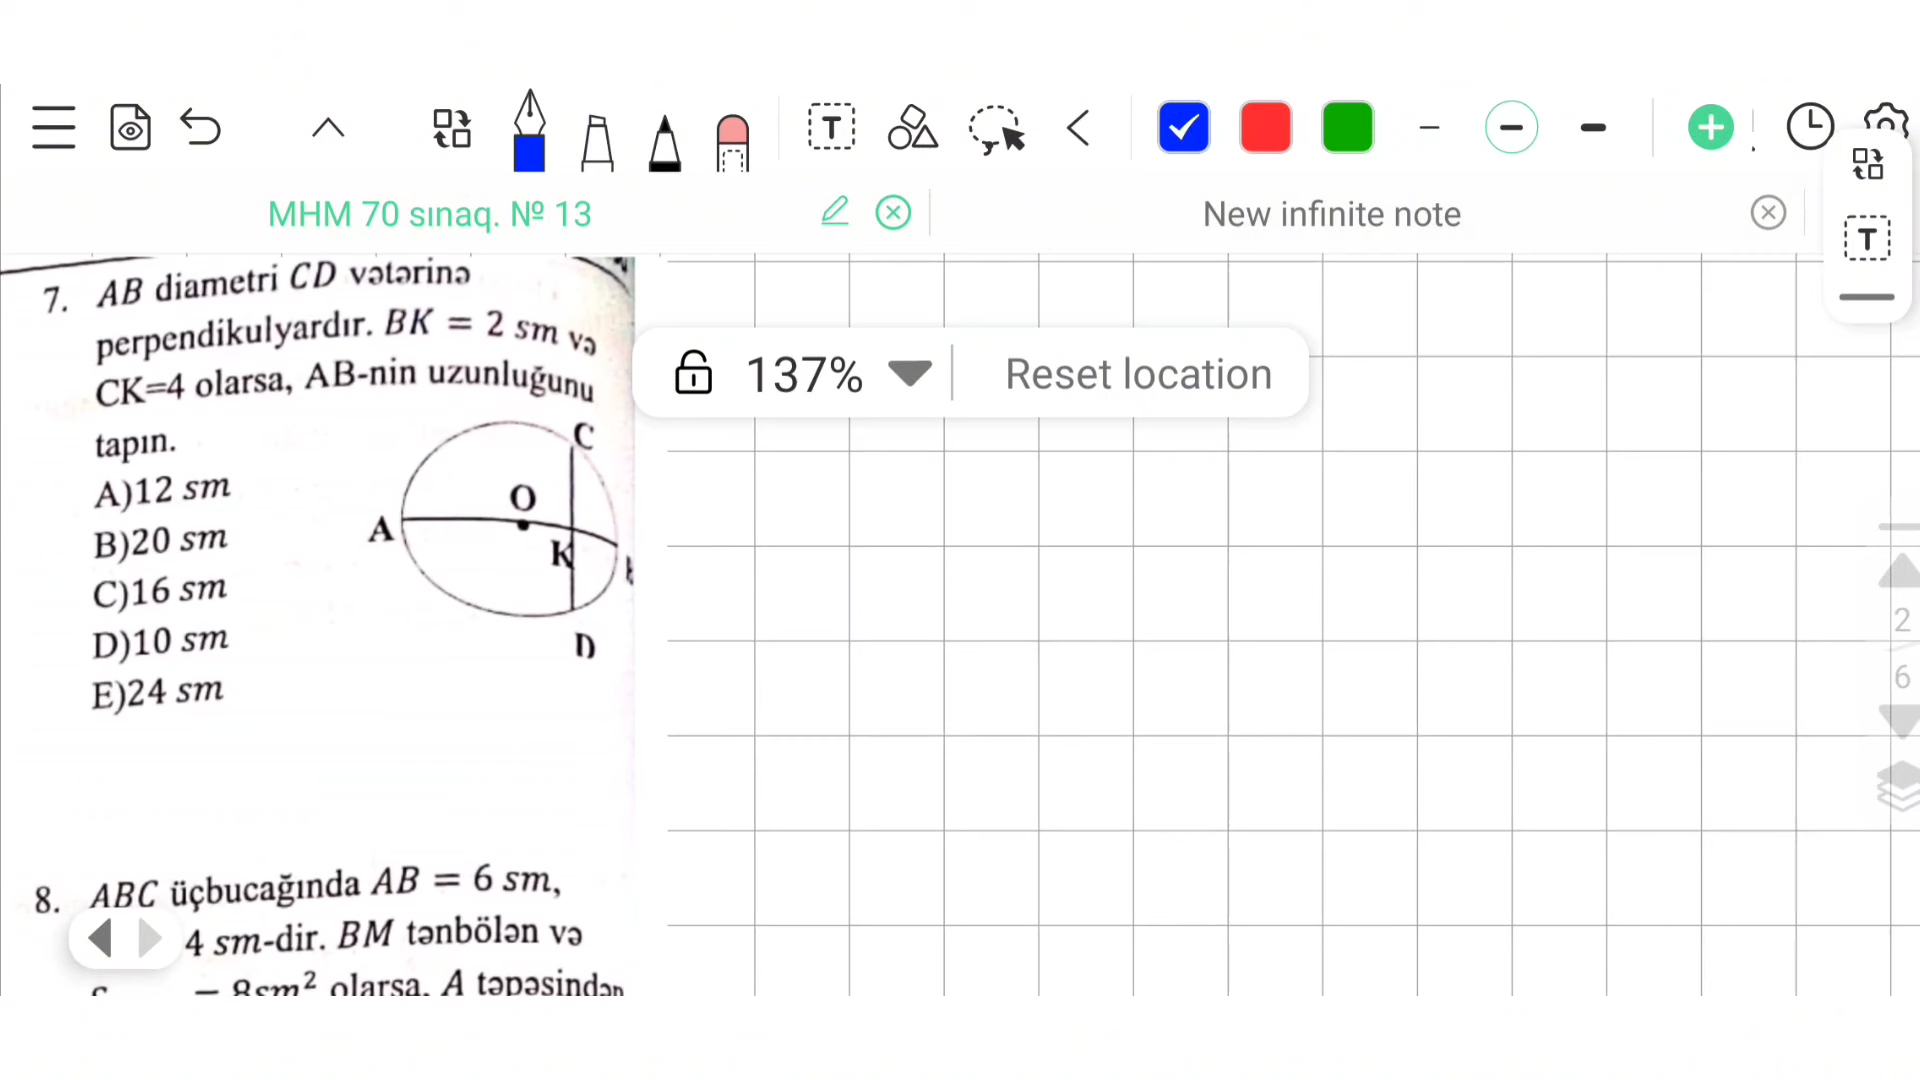 T
MHM 70 sınaq. № 13
New infinite note
T
7. AB diametri CD vətərinə
perpendikulyardır. BK = 2 sm və
CK=4 olarsa, AB-nin uzunluğunu
tapın.
A)12 sm
B)20 sm
C)16 sm
D)10 sm
E)24 sm
C
O
A
K
D
137%
Reset location
2
6
8. ABC üçbucağında AB = 6 sm,
4 sm-dir. BM tənbölən və
= 8sm² olarsa, A təpəsindən